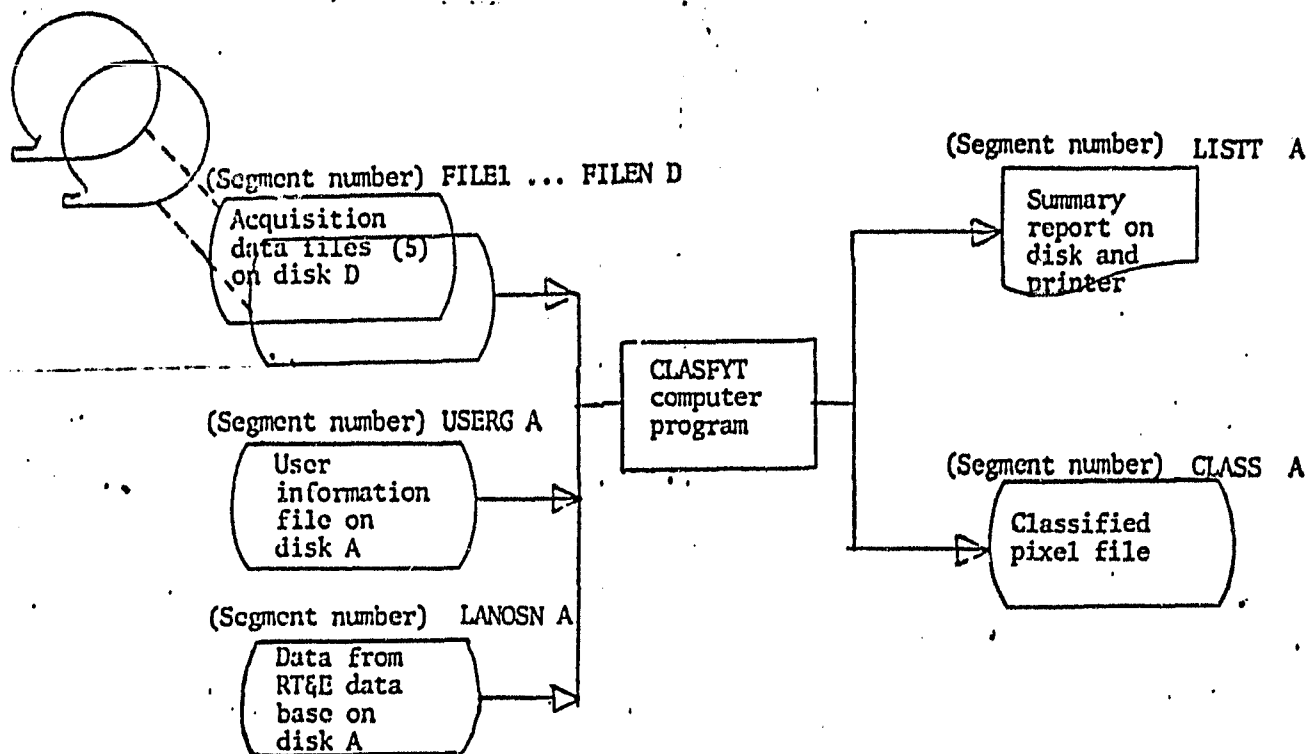 (Segment number) FILE1 ... FILEN D
Acquisition
data files (5)
on disk D
(Segment number) USERG A
User
information
file on
disk A
(Segment number) LANOSN A
Data from
RT&E data
base on
disk A
CLASFYT
computer
program
(Segment number) LISTT A
Summary
report on
disk and
printer
(Segment number) CLASS A
Classified
pixel file